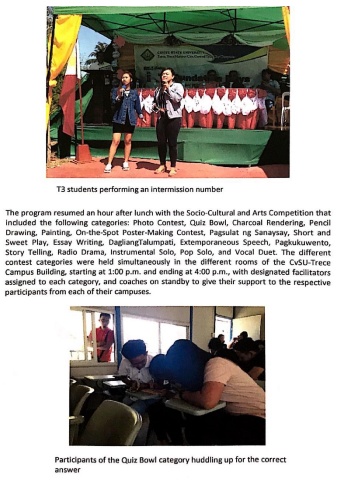 T3 students performing an intermission number
The program resumed an hour after lunch with the Socio-Cultural and Arts Competition that
included the following categories: Photo Contest, Quiz Bowl, Charcoal Rendering, Pencil
Drawing, Painting, On-the-Spot Poster-Making Contest, Pagsulat ng Sanaysay, Short and
Sweet Play, Essay Writing, DagliangTalumpati, Extemporaneous Speech, Pagkukuwento,
Story Telling, Radio Drama, Instrumental Solo, Pop Solo, and Vocal Duet. The different
contest categories were held simultaneously in the different rooms of the CvSU-Trece
Campus Building, starting at 1:00 p.m. and ending at 4:00 p.m., with designated facilitators
assigned to each category, and coaches on standby to give their support to the respective
participants from each of their campuses.
Participants of the Quiz Bowl category huddling up for the correct
answer